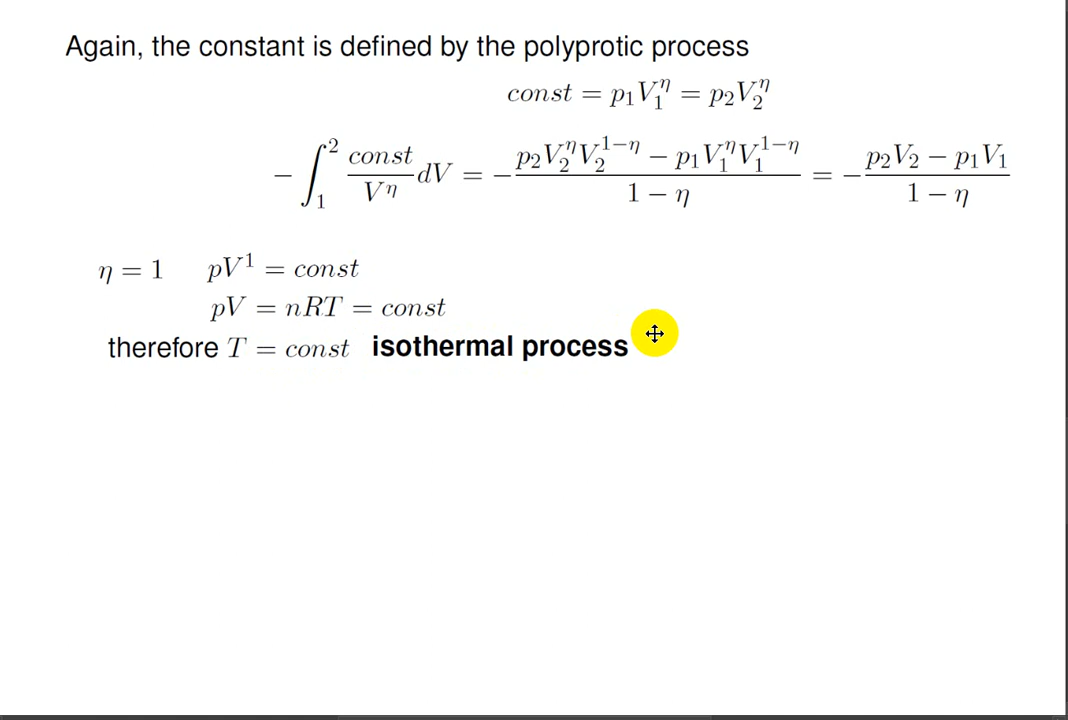 Again, the constant is defined by the polyprotic process
const = p₁V₁^η = p₂V₂^η
−∫₁² const/V^η dV = −(p₂V₂^η V₂^(1−η) − p₁V₁^η V₁^(1−η))/(1 − η) = −(p₂V₂ − p₁V₁)/(1 − η)
η = 1 pV¹ = const
pV = nRT = const
therefore T = const isothermal process